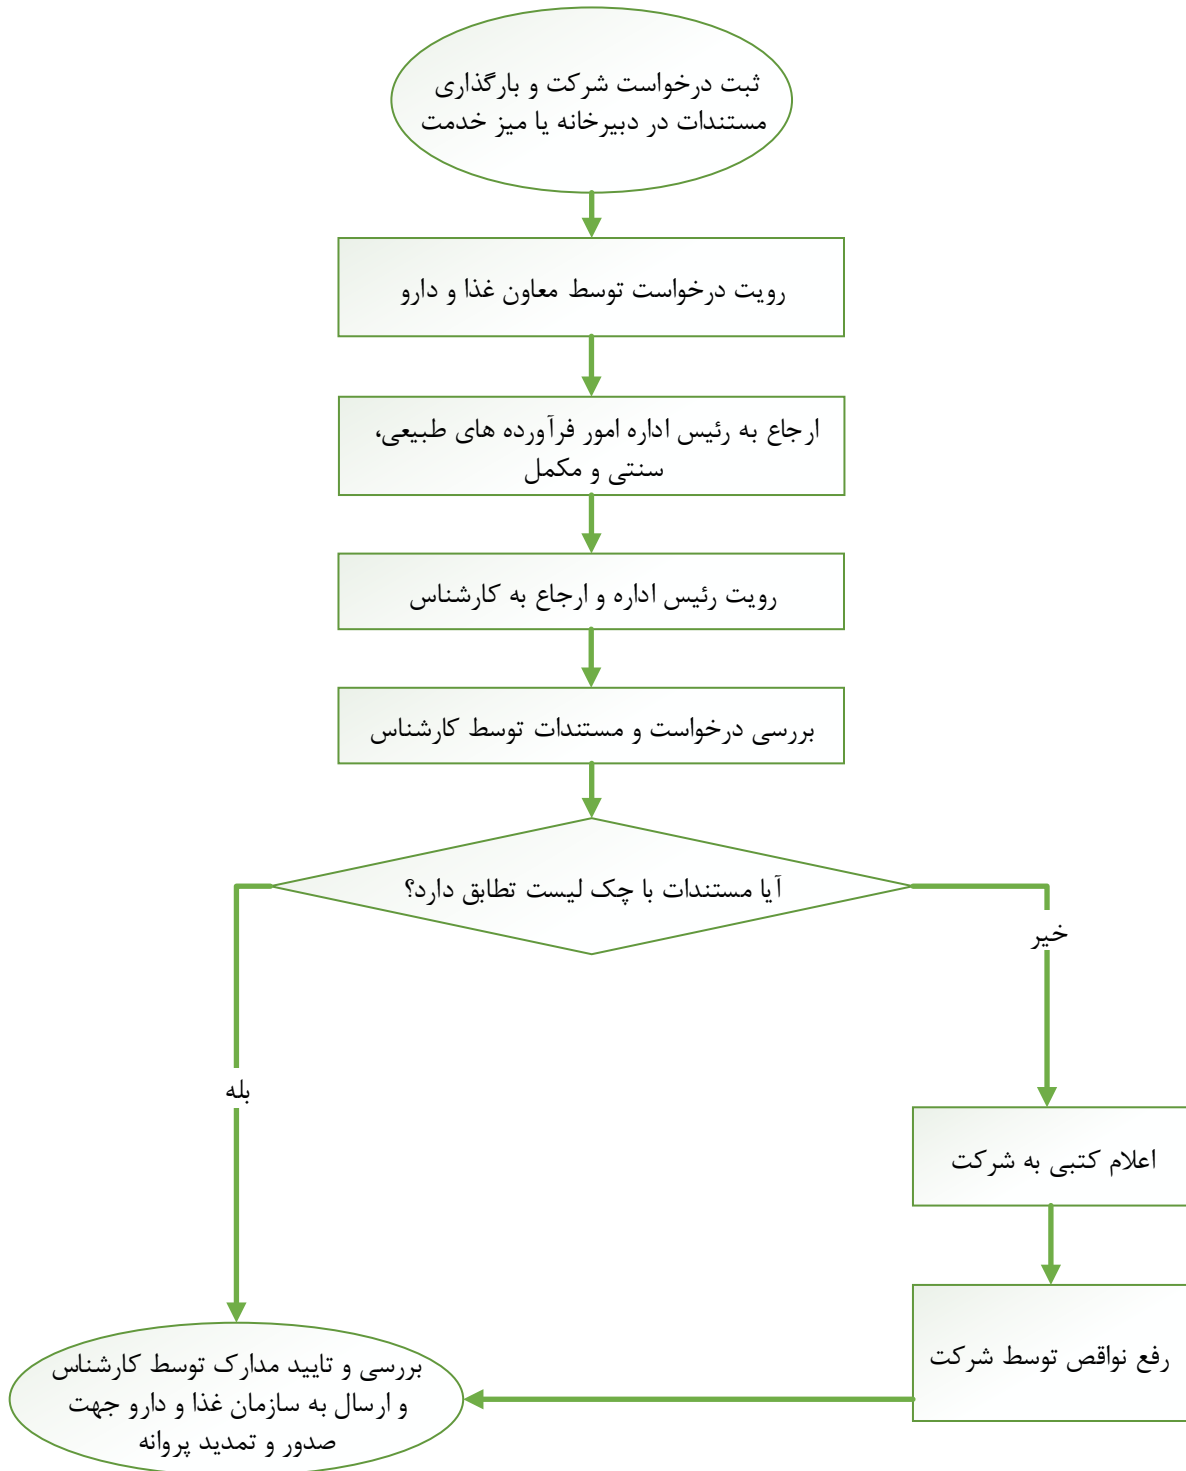 ثبت درخواست شرکت و بارگذاری
مستندات در دبیرخانه یا میز خدمت
رویت درخواست توسط معاون غذا و دارو
ارجاع به رئیس اداره امور فرآورده های طبیعی،
سنتی و مکمل
رویت رئیس اداره و ارجاع به کارشناس
بررسی درخواست و مستندات توسط کارشناس
آیا مستندات با چک لیست تطابق دارد؟
خیر
بله
اعلام کتبی به شرکت
رفع نواقص توسط شرکت
بررسی و تایید مدارک توسط کارشناس
و ارسال به سازمان غذا و دارو جهت
صدور و تمدید پروانه